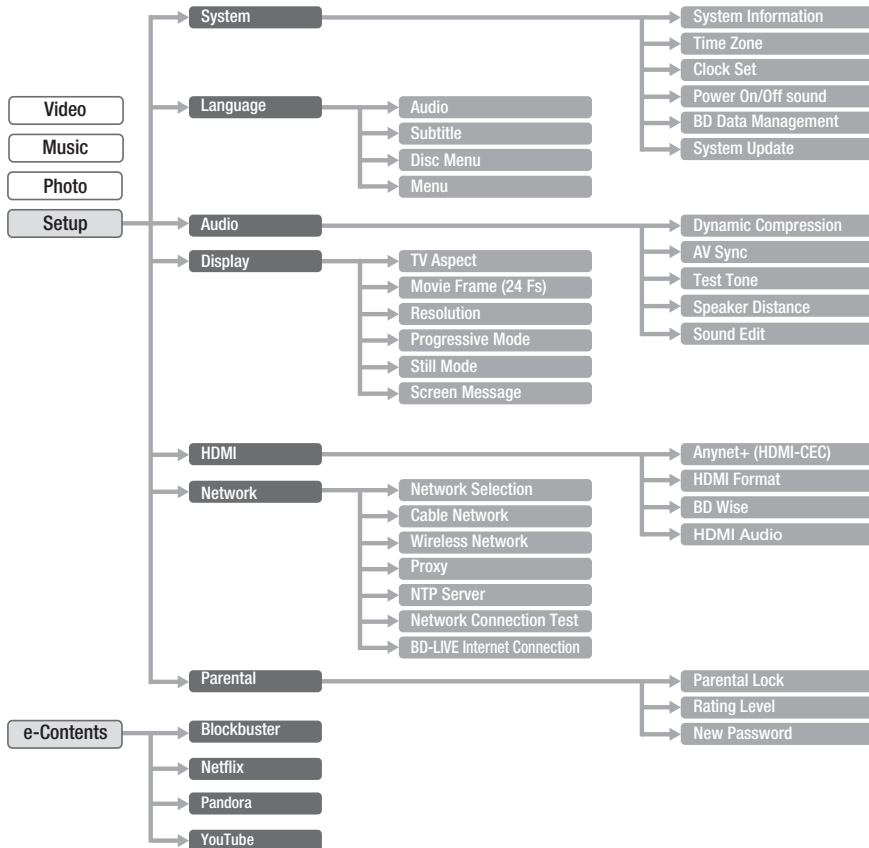 Video
Music
Photo
Setup
System
System Information
Time Zone
Clock Set
Power On/Off sound
BD Data Management
System Update
Language
Audio
Subtitle
Disc Menu
Menu
Audio
Dynamic Compression
AV Sync
Test Tone
Speaker Distance
Sound Edit
Display
TV Aspect
Movie Frame (24 Fs)
Resolution
Progressive Mode
Still Mode
Screen Message
HDMI
Anynet+ (HDMI-CEC)
HDMI Format
BD Wise
HDMI Audio
Network
Network Selection
Cable Network
Wireless Network
Proxy
NTP Server
Network Connection Test
BD-LIVE Internet Connection
Parental
Parental Lock
Rating Level
New Password
e-Contents
Blockbuster
Netflix
Pandora
YouTube